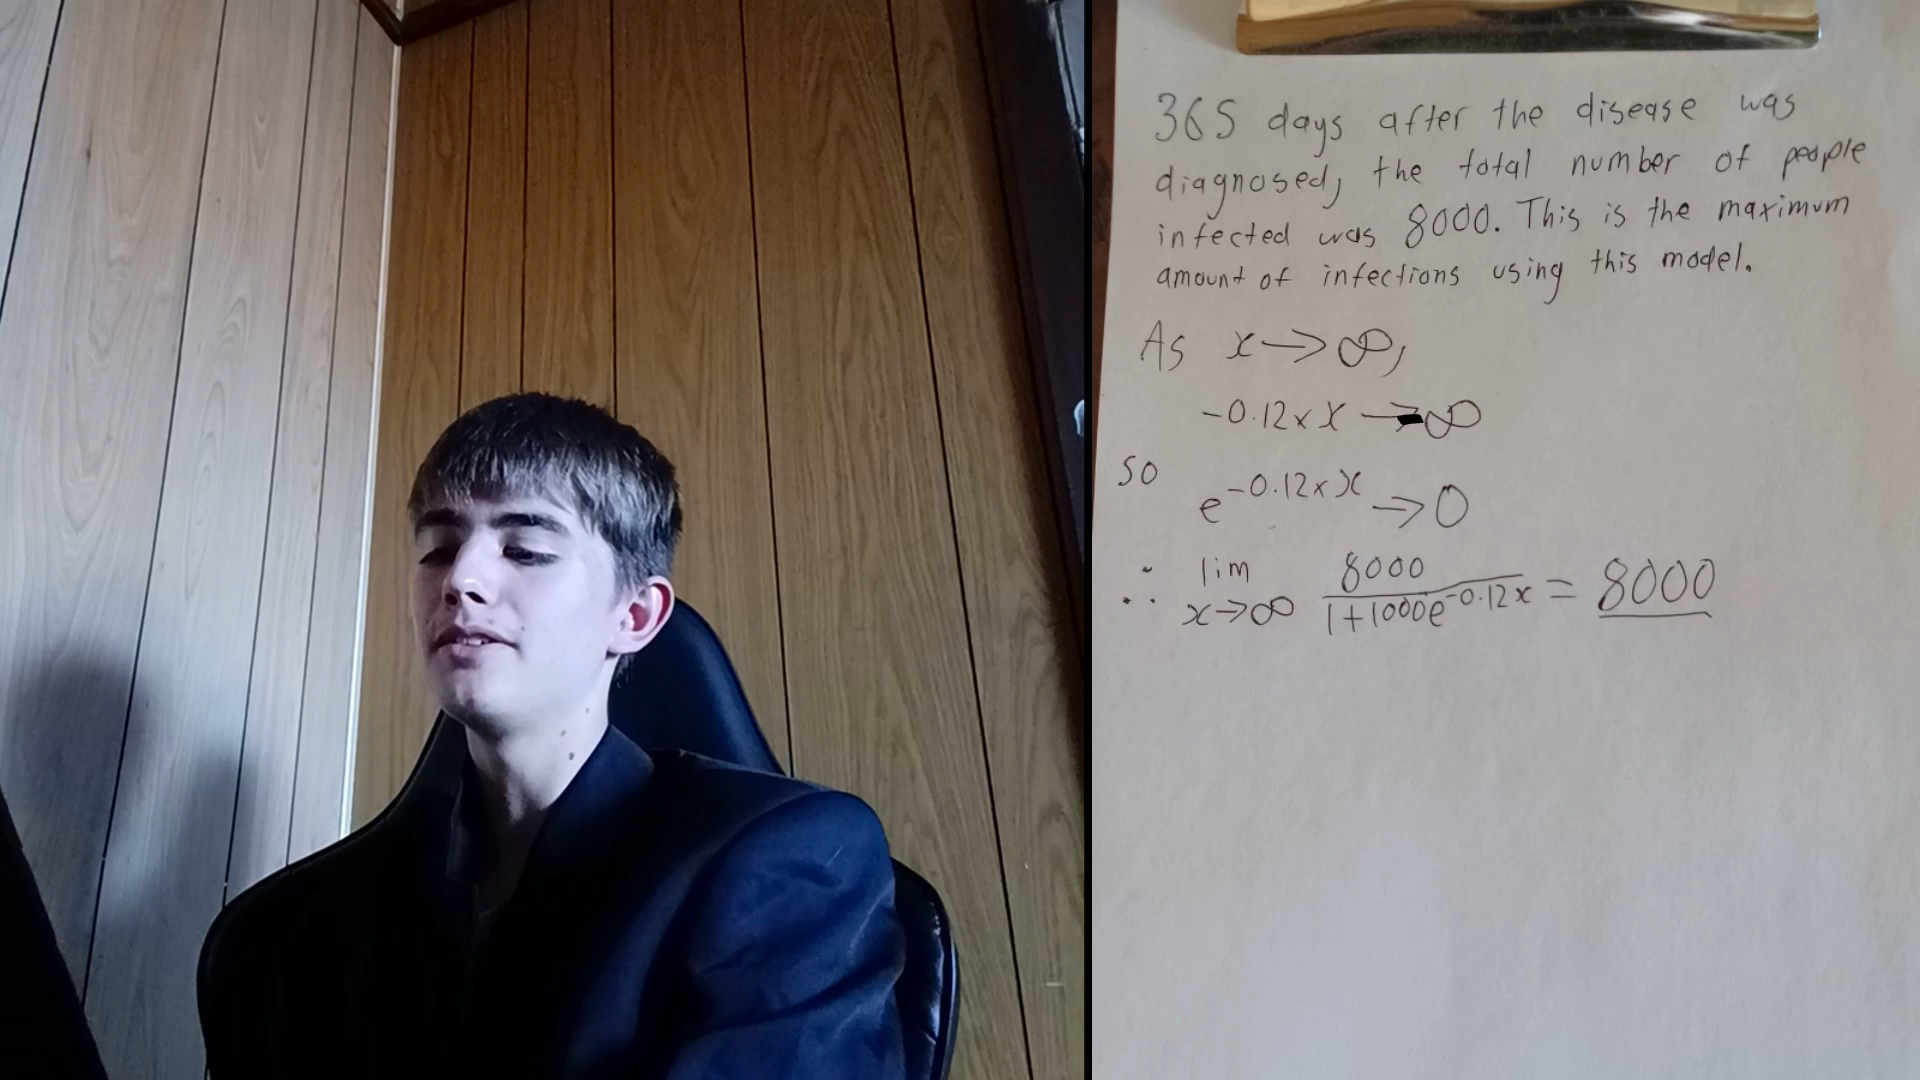 365 days after the disease was
diagnosed, the total number of people
infected was 8000. This is the maximum
amount of infections using this model.
As x → ∞,
-0.12 x x → -∞
so
e^-0.12 x x → 0
∴ lim x→∞ 8000 / 1+1000e^-0.12x = 8000